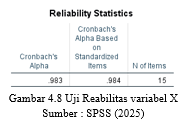 Reliability Statistics
Cronbach's
Alpha Based
on
Cronbach's Standardized
Alpha Items N of Items
.983 .984 15
Gambar 4.8 Uji Reabilitas variabel X
Sumber : SPSS (2025)